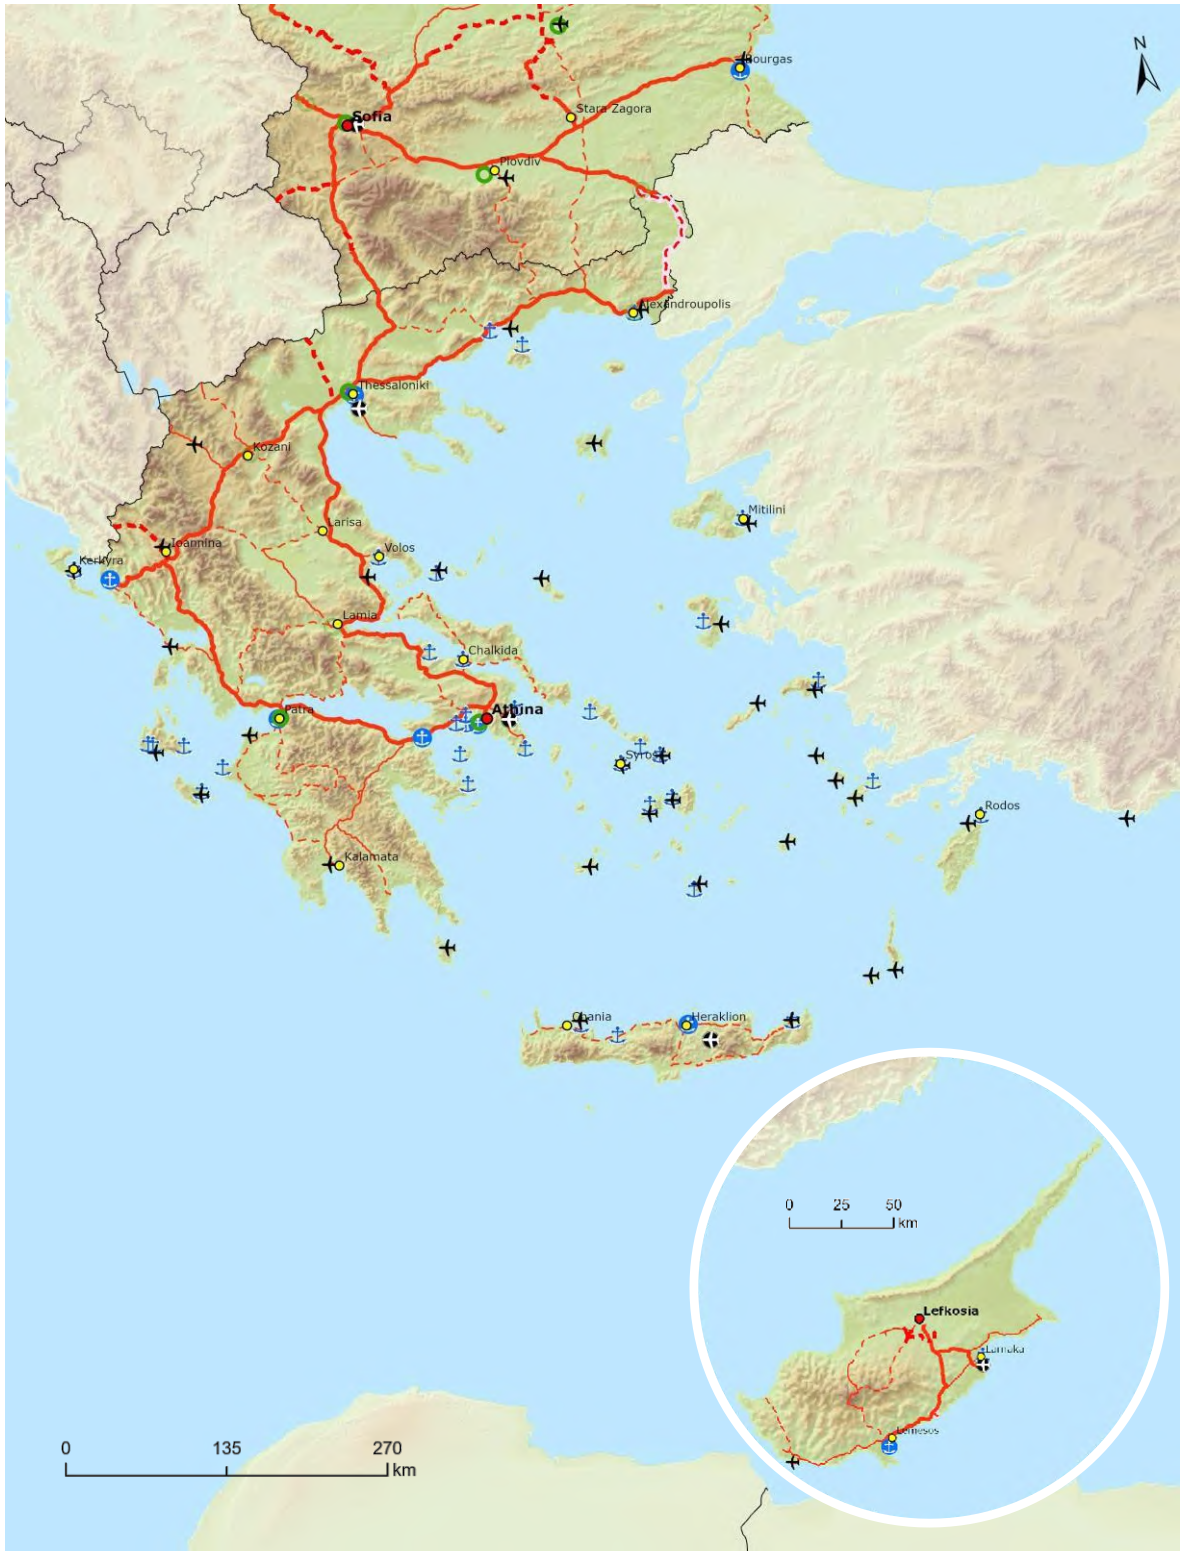 N
Bourgas
Stara Zagora
Sofia
Plovdiv
Alexandroupolis
Thessaloniki
Kozani
Mitilini
Larisa
Ioannina
Volos
Kerkyra
Lamia
Chalkida
Patra
Athina
Syros
Rodos
Kalamata
Chania
Heraklion
0 25 50
km
Lefkosia
Larnaka
Lemesos
0 135 270
km